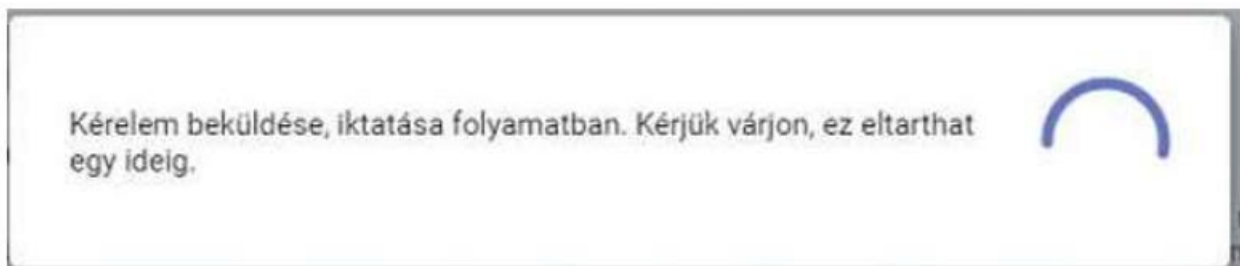 Kérelem beküldése, iktatása folyamatban. Kérjük várjon, ez eltarthat
egy ideig.